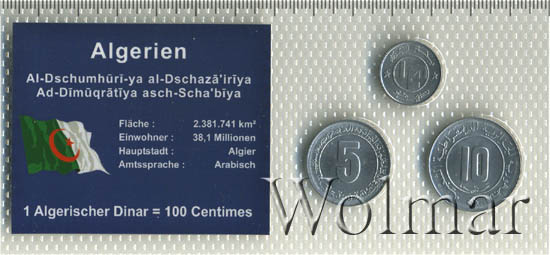 Algerien
Al-Dschumhūrī-ya al-Dschazā'irīya
Ad-Dīmūqrātīya asch-Scha'bīya
Fläche : 2.381.741 km²
Einwohner : 38,1 Millionen
Hauptstadt : Algier
Amtssprache : Arabisch
1 Algerischer Dinar = 100 Centimes
1
5
10
Wolmar